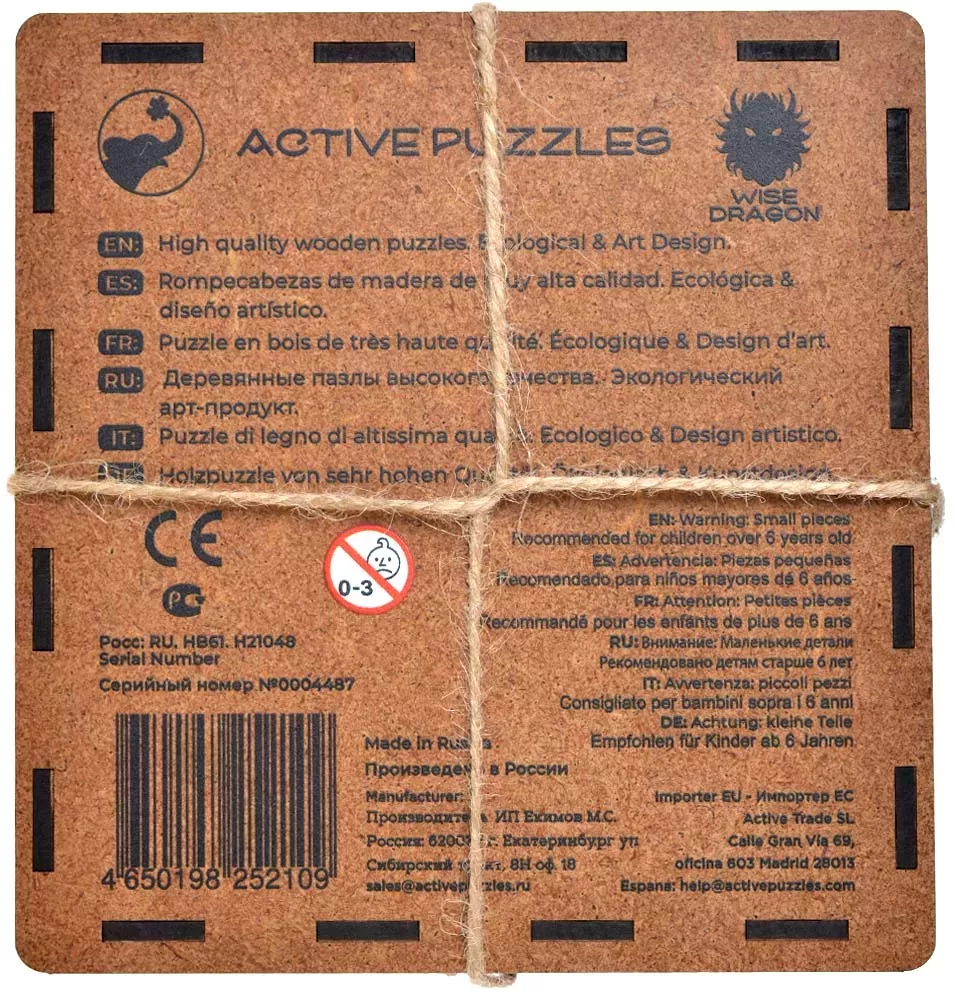 ACTIVE PUZZLES
WISE
DRAGON
EN: High quality wooden puzzles. & Art Design.
ES: Rompecabezas de madera de alta calidad. Ecológica &
diseño artístico.
FR: Puzzle en bois de très haute Écologique & Design d'art.
RU: Деревянные пазлы Экологический
арт-продукт.
IT: Puzzle di legno di altissima Ecologico & Design artistico.
Holzpuzzle von sehr hohen
CE
0-3
РСТ
Росс: RU. НВ61. Н21048
Serial Number
Серийный номер №0004487
4 650198 252109
EN: Warning: Small pieces
Recommended for children over 6 years old
ES: Advertencia: Piezas pequeñas
Recomendado para niños mayores dé 6 años
FR: Attention: Petites pièces
Recommandé pour les enfants de plus de 6 ans
RU: Внимание: Маленькие детали
Рекомендовано детям старше 6 лет
IT: Avvertenza: piccoli pezzi
Consigliato per bambini sopra i 6 anni
DE: Achtung: kleine Teile
Empfohlen für Kinder ab 6 Jahren
Made in Russia
Произведено в России
Manufacturer:
ИП Екимов М.С.
Россия: г. Екатеринбург ул
Сибирский 8Н оф. 18
sales@activepuzzles.ru
Importer EU - Импортер ЕС
Active Trade SL
Calle Gran Via 69,
oficina 603 Madrid 28013
Espana: help@activepuzzles.com